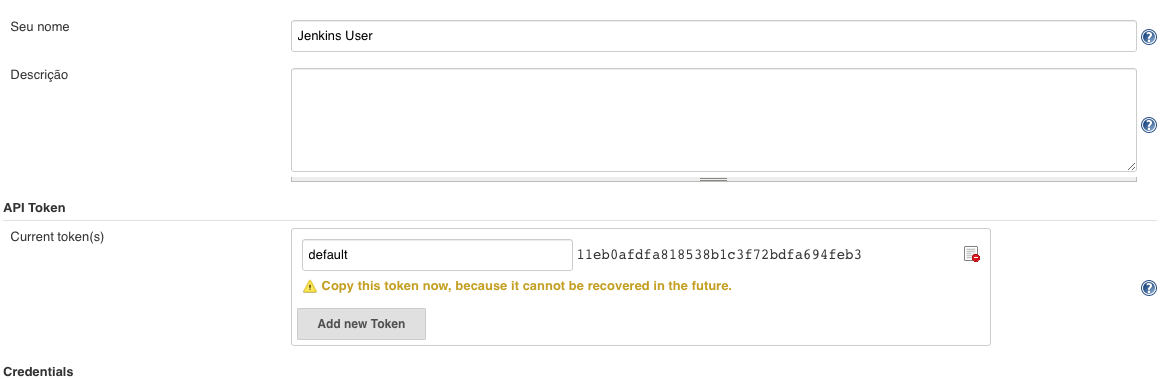 Seu nome
Jenkins User
Descrição
API Token
Current token(s)
default 11eb0afdfa818538b1c3f72bdfa694feb3
Copy this token now, because it cannot be recovered in the future.
Add new Token
Credentials